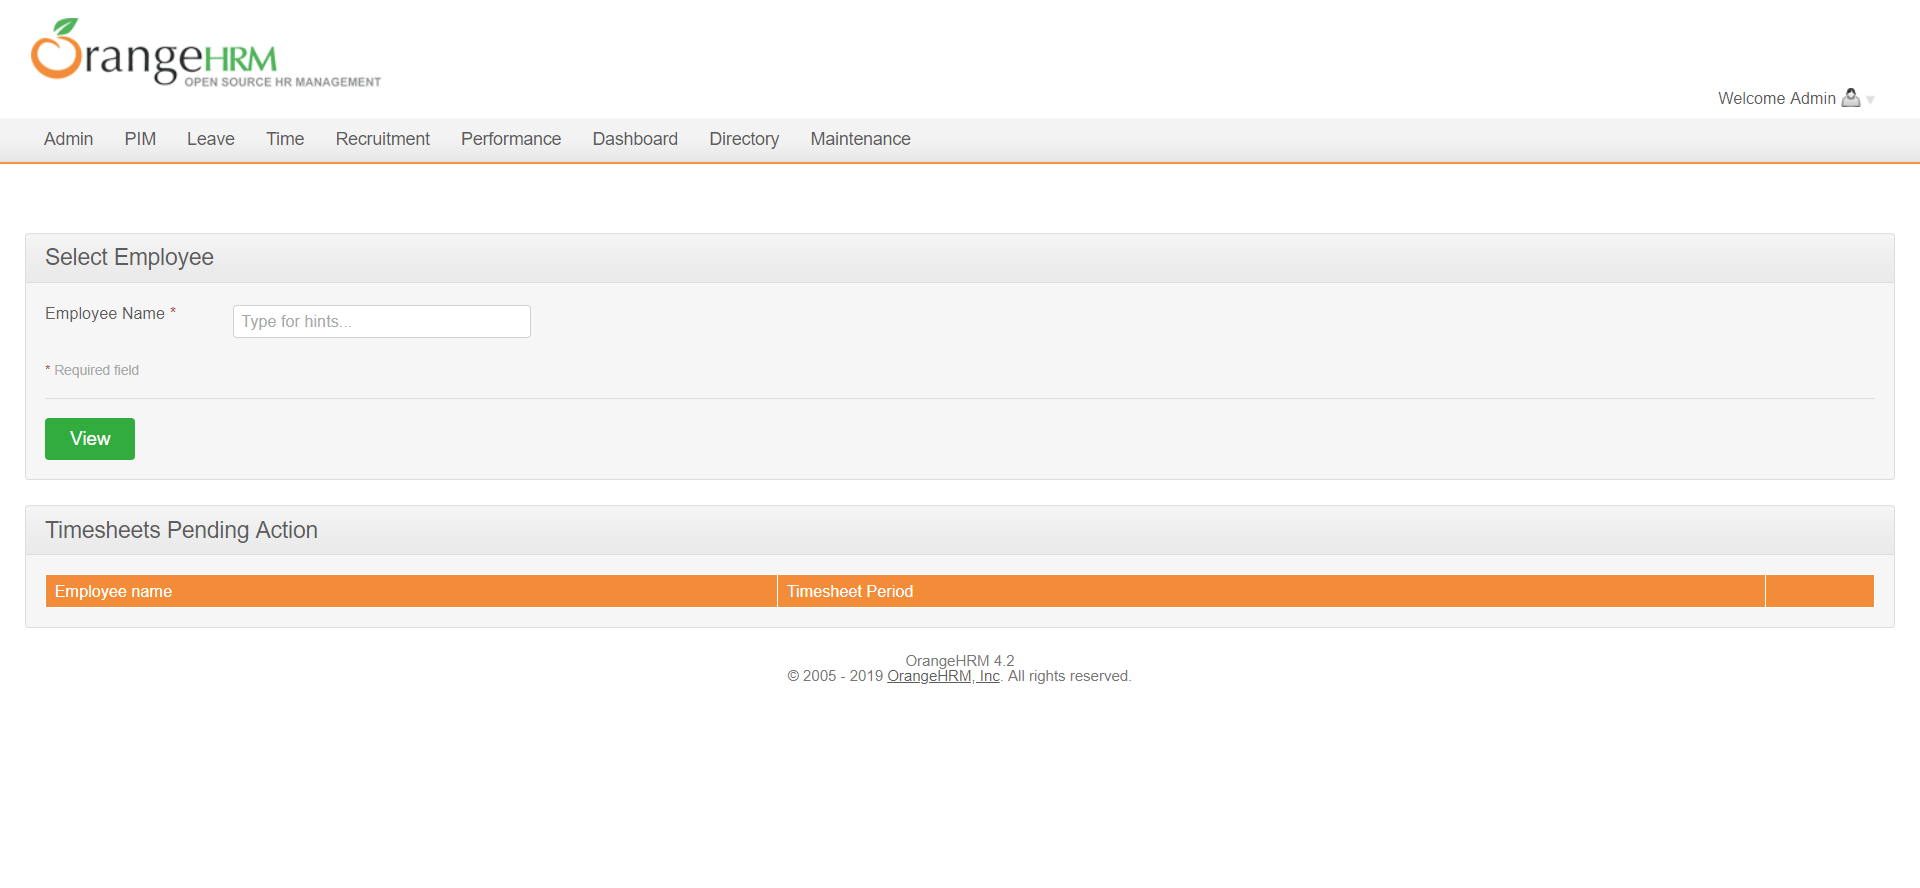 OrangeHRM
OPEN SOURCE HR MANAGEMENT
Welcome Admin
Admin PIM Leave Time Recruitment Performance Dashboard Directory Maintenance
Select Employee
Employee Name *
Type for hints...
* Required field
View
Timesheets Pending Action
Employee name Timesheet Period
OrangeHRM 4.2
© 2005 - 2019 OrangeHRM, Inc. All rights reserved.